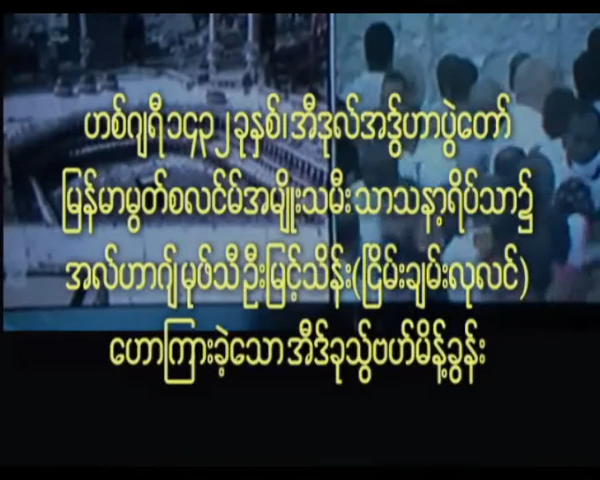 ဟစ်ဂျရီ၁၄၃၂ခုနှစ်၊အီဒုလ်အဒွ်ဟာပွဲတော်
မြန်မာမွတ်စလင်မ်အမျိုးသမီးသာသနာ့ရိပ်သာ၌
အလ်ဟာဂျ်မုဖ်သီဦးမြင့်သိန်း(ငြိမ်းချမ်းလုလင်)
ဟောကြားခဲ့သောအီဒ်ခုသွ်ဗဟ်မိန့်ခွန်း